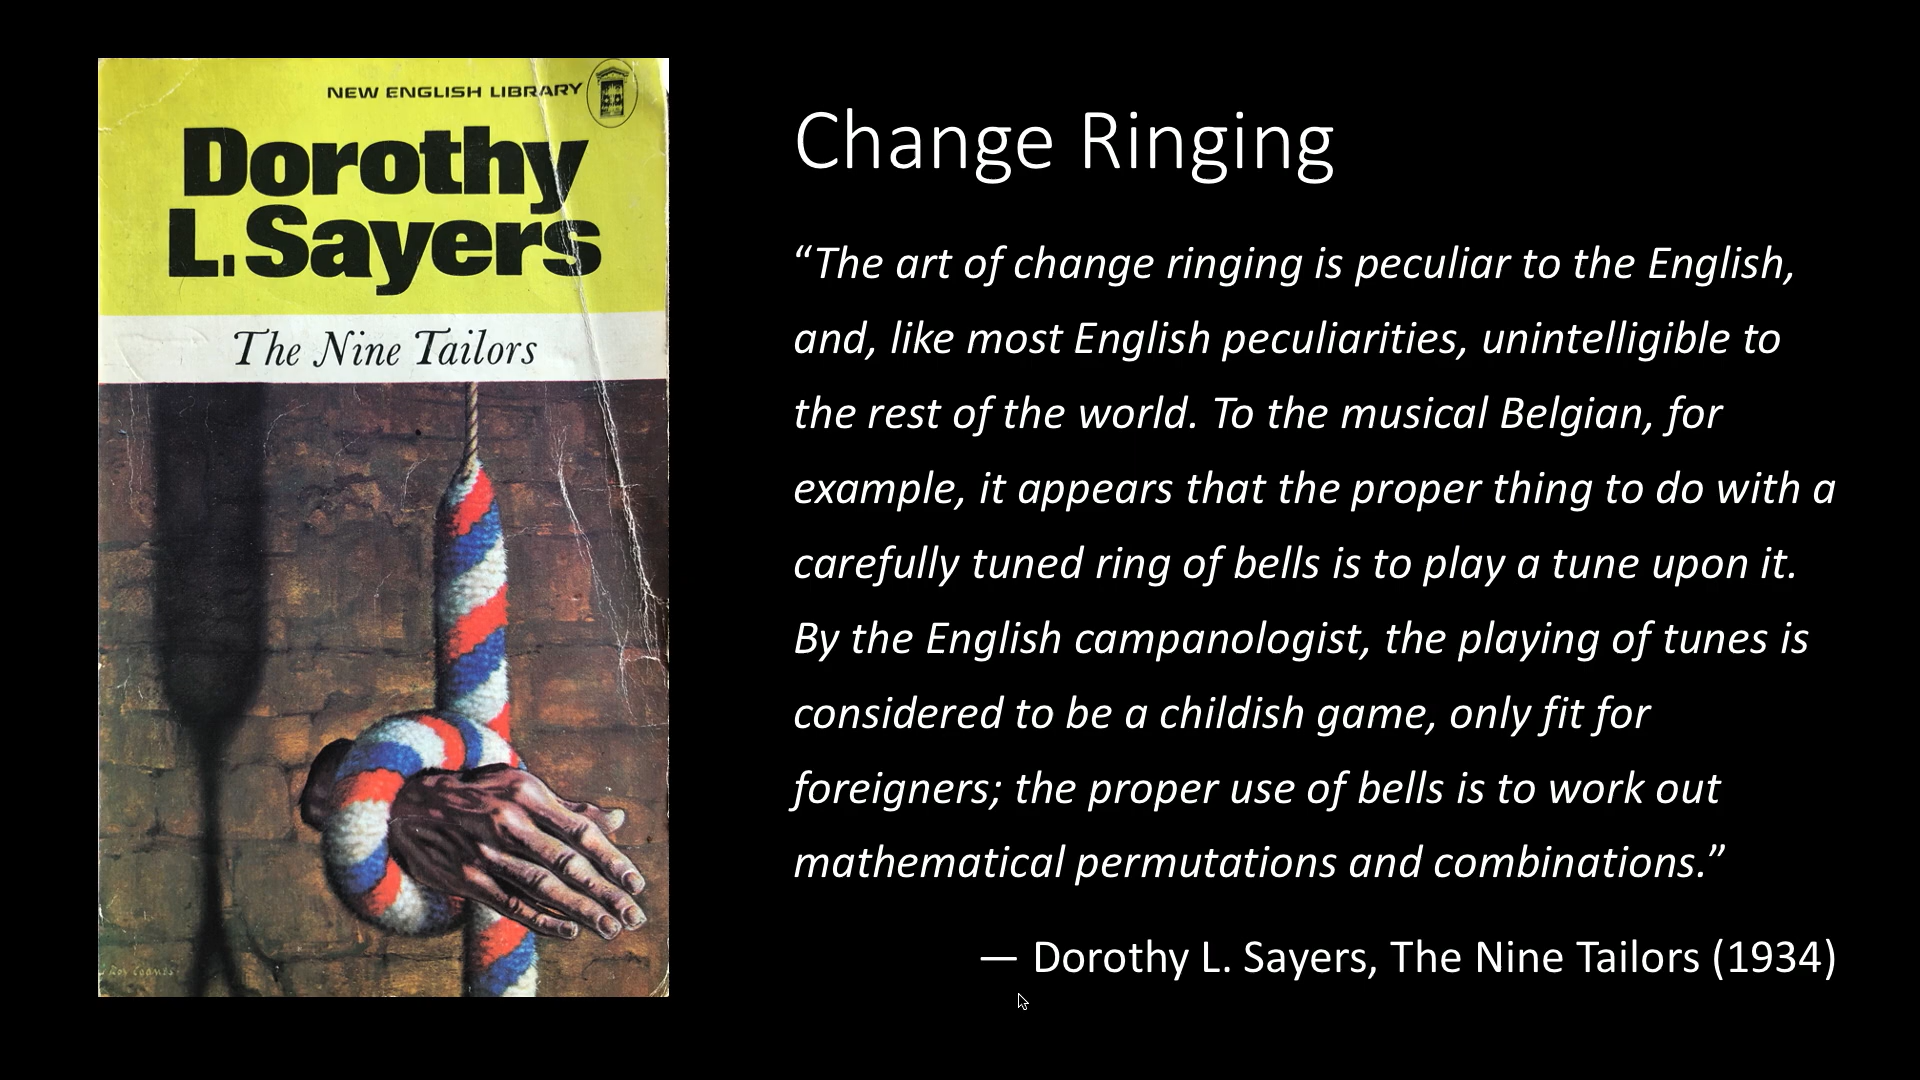 NEW ENGLISH LIBRARY
Dorothy
L. Sayers
The Nine Tailors
Change Ringing
“The art of change ringing is peculiar to the English,
and, like most English peculiarities, unintelligible to
the rest of the world. To the musical Belgian, for
example, it appears that the proper thing to do with a
carefully tuned ring of bells is to play a tune upon it.
By the English campanologist, the playing of tunes is
considered to be a childish game, only fit for
foreigners; the proper use of bells is to work out
mathematical permutations and combinations.”
— Dorothy L. Sayers, The Nine Tailors (1934)